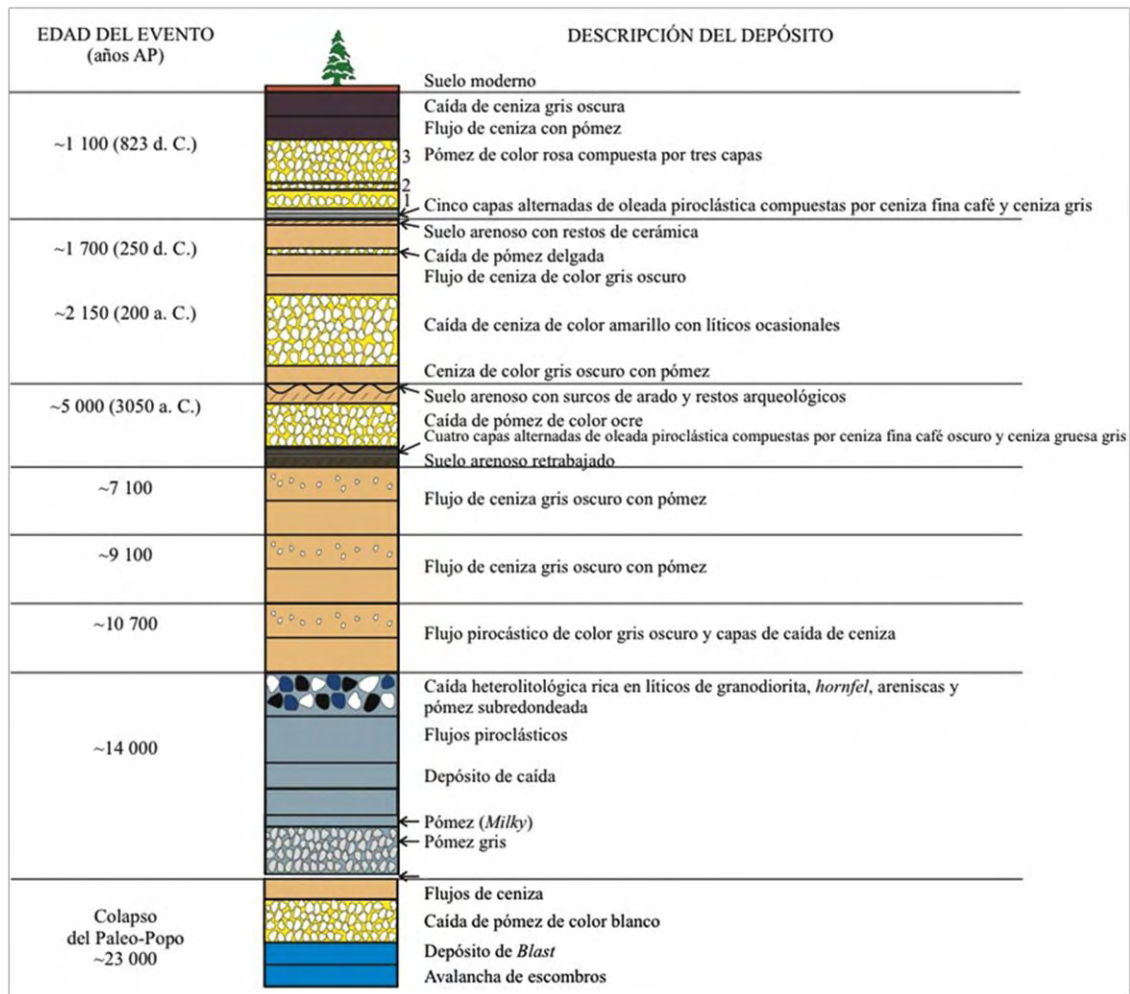 EDAD DEL EVENTO
(años AP)
DESCRIPCIÓN DEL DEPÓSITO
Suelo moderno
Caída de ceniza gris oscura
Flujo de ceniza con pómez
~1 100 (823 d. C.)
3
Pómez de color rosa compuesta por tres capas
2
1
Cinco capas alternadas de oleada piroclástica compuestas por ceniza fina café y ceniza gris
Suelo arenoso con restos de cerámica
~1 700 (250 d. C.)
Caída de pómez delgada
Flujo de ceniza de color gris oscuro
~2 150 (200 a. C.)
Caída de ceniza de color amarillo con líticos ocasionales
Ceniza de color gris oscuro con pómez
Suelo arenoso con surcos de arado y restos arqueológicos
~5 000 (3050 a. C.)
Caída de pómez de color ocre
Cuatro capas alternadas de oleada piroclástica compuestas por ceniza fina café oscuro y ceniza gruesa gris
Suelo arenoso retrabajado
~7 100
Flujo de ceniza gris oscuro con pómez
~9 100
Flujo de ceniza gris oscuro con pómez
~10 700
Flujo pirocástico de color gris oscuro y capas de caída de ceniza
Caída heterolitológica rica en líticos de granodiorita, hornfel, areniscas y
pómez subredondeada
Flujos piroclásticos
~14 000
Depósito de caída
Pómez (Milky)
Pómez gris
Flujos de ceniza
Colapso
del Paleo-Popo
~23 000
Caída de pómez de color blanco
Depósito de Blast
Avalancha de escombros